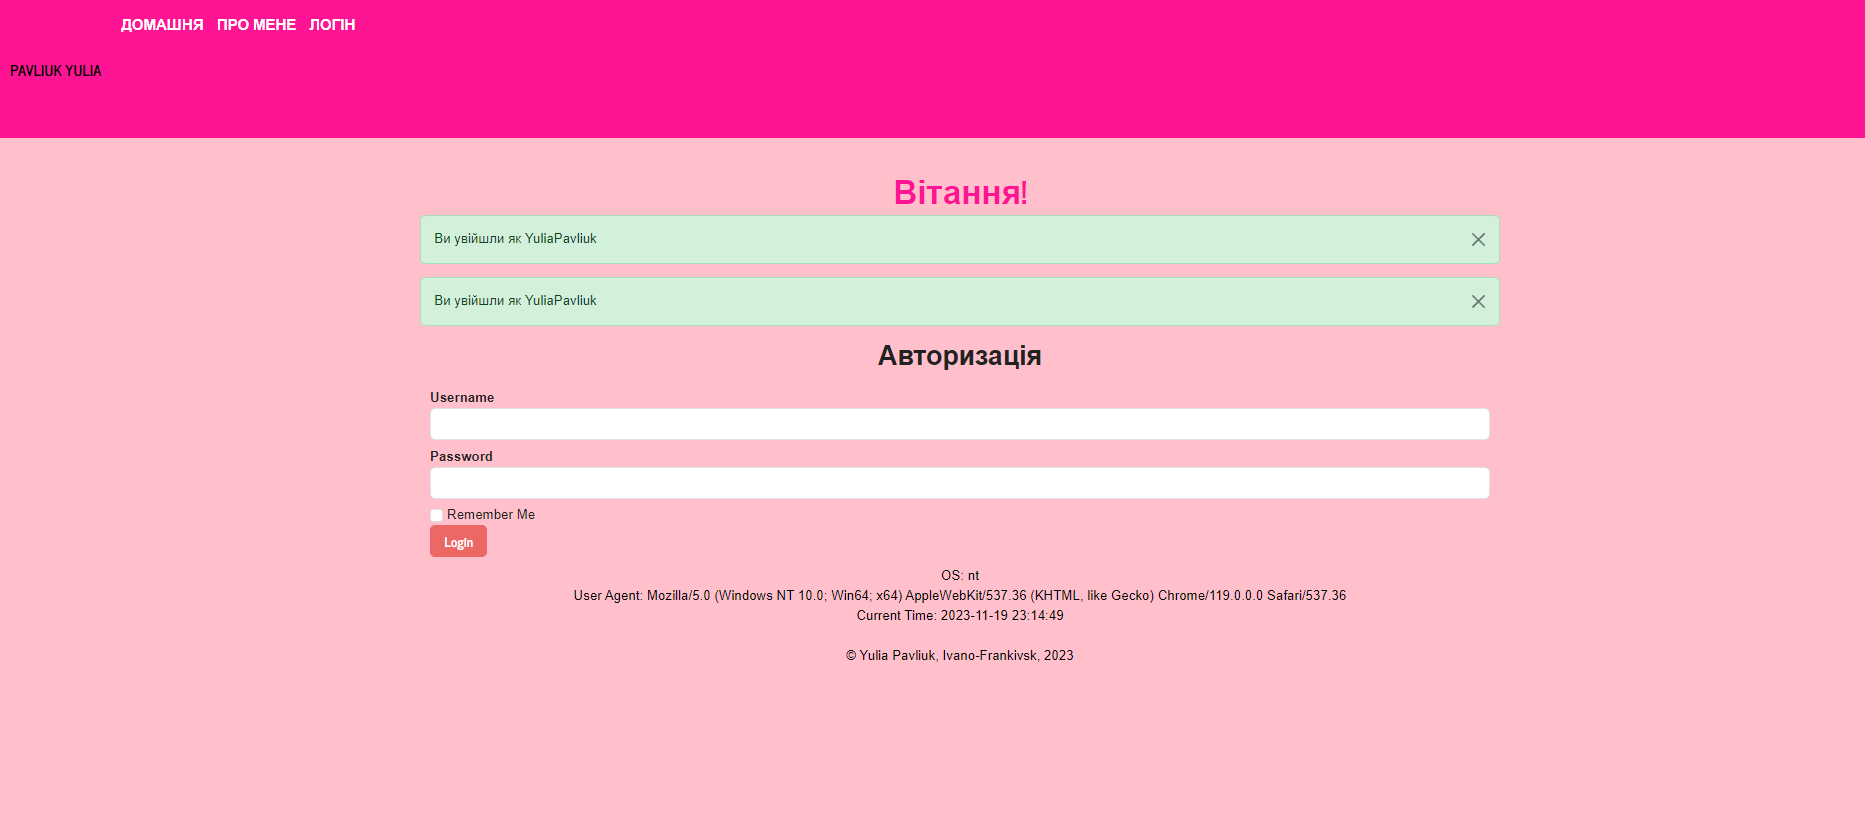 ДОМАШНЯ ПРО МЕНЕ ЛОГІН
PAVLIUK YULIA
Вітання!
Ви увійшли як YuliaPavliuk
Ви увійшли як YuliaPavliuk
Авторизація
Username
Password
Remember Me
Login
OS: nt
User Agent: Mozilla/5.0 (Windows NT 10.0; Win64; x64) AppleWebKit/537.36 (KHTML, like Gecko) Chrome/119.0.0.0 Safari/537.36
Current Time: 2023-11-19 23:14:49
© Yulia Pavliuk, Ivano-Frankivsk, 2023